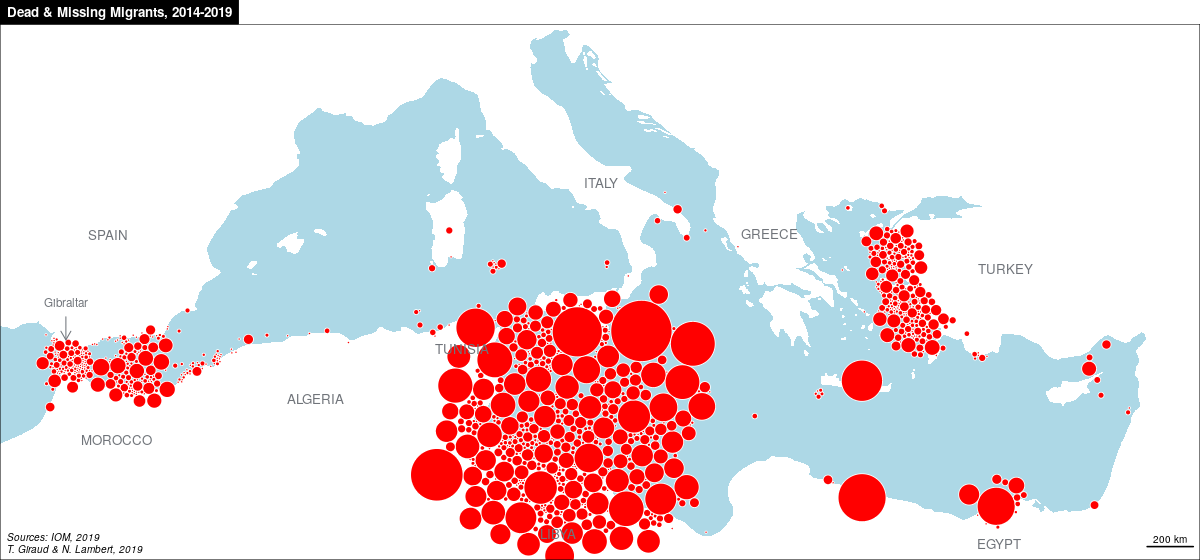 Dead & Missing Migrants, 2014-2019
ITALY
SPAIN
GREECE
TURKEY
Gibraltar
TUNISIA
ALGERIA
MOROCCO
LIBYA
EGYPT
200 km
Sources: IOM, 2019
T. Giraud & N. Lambert, 2019